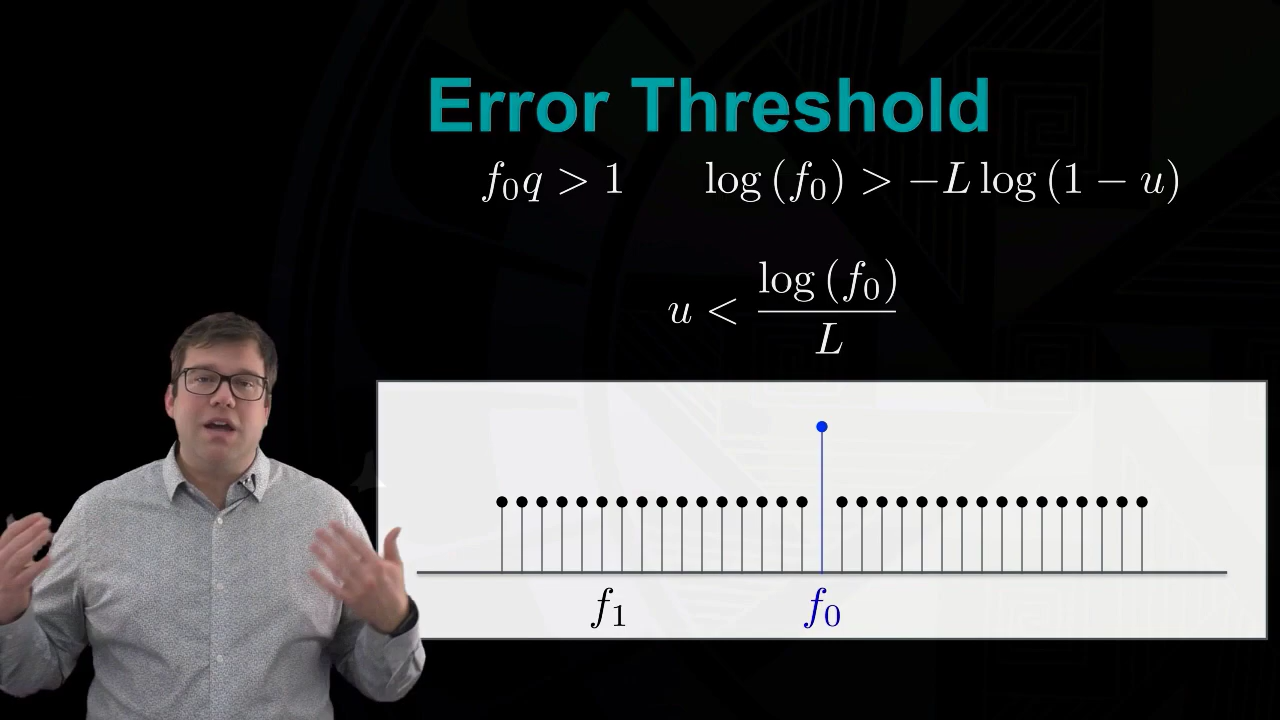 Error Threshold
f₀q > 1 log (f₀) > −L log (1 − u)
u < log (f₀) / L
f₁ f₀